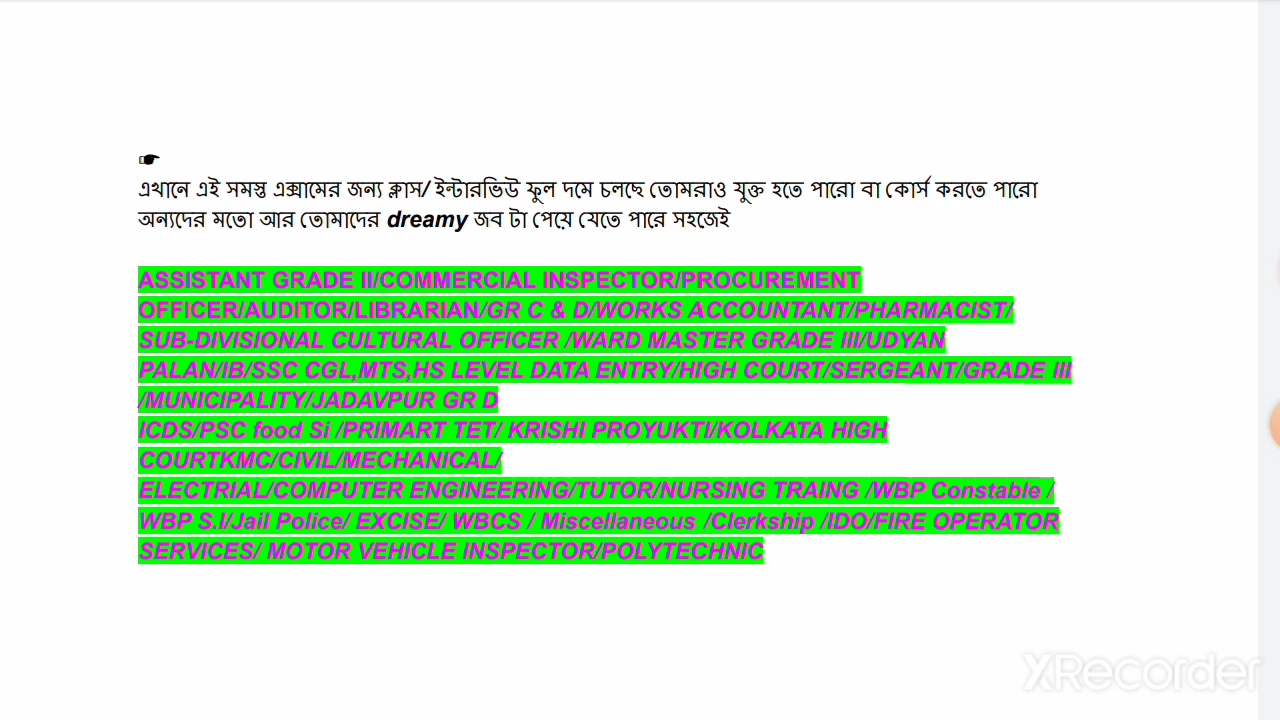 ☛
এখানে এই সমস্ত এক্সামের জন্য ক্লাস/ ইন্টারভিউ ফুল দমে চলছে তোমরাও যুক্ত হতে পারো বা কোর্স করতে পারো
অন্যদের মতো আর তোমাদের dreamy জব টা পেয়ে যেতে পারে সহজেই
ASSISTANT GRADE II/COMMERCIAL INSPECTOR/PROCUREMENT
OFFICER/AUDITOR/LIBRARIAN/GR C & D/WORKS ACCOUNTANT/PHARMACIST/
SUB-DIVISIONAL CULTURAL OFFICER /WARD MASTER GRADE III/UDYAN
PALAN/IB/SSC CGL,MTS,HS LEVEL DATA ENTRY/HIGH COURT/SERGEANT/GRADE III
/MUNICIPALITY/JADAVPUR GR D
ICDS/PSC food Si /PRIMART TET/ KRISHI PROYUKTI/KOLKATA HIGH
COURTKMC/CIVIL/MECHANICAL/
ELECTRIAL/COMPUTER ENGINEERING/TUTOR/NURSING TRAING /WBP Constable /
WBP S.I/Jail Police/ EXCISE/ WBCS / Miscellaneous /Clerkship /IDO/FIRE OPERATOR
SERVICES/ MOTOR VEHICLE INSPECTOR/POLYTECHNIC
XRecorder